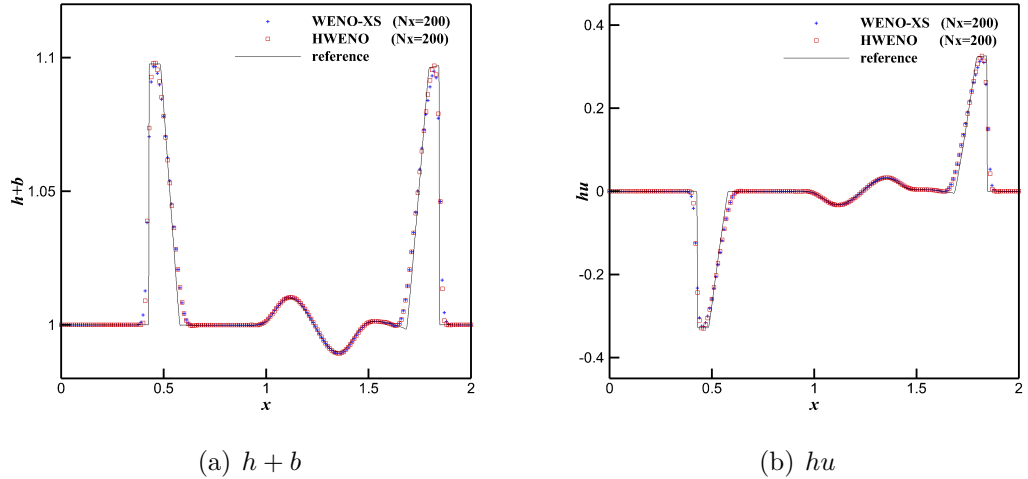 WENO-XS (Nx=200)
HWENO (Nx=200)
reference
1.1
1.05
1
h+b
0
0.5
1
1.5
2
x
(a) h + b
WENO-XS (Nx=200)
HWENO (Nx=200)
reference
0.4
0.2
0
-0.2
-0.4
hu
0
0.5
1
1.5
2
x
(b) hu